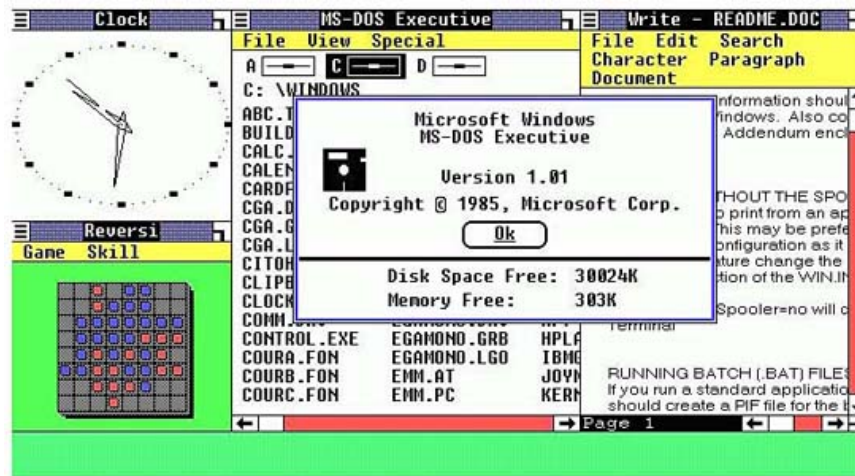 Clock
MS-DOS Executive
Write - README.DOC
File View Special
File Edit Search
Character Paragraph
Document
A C D
C: \WINDOWS
ABC.T
BUILD
CALC.
CALEN
CARDF
CGA.D
CGA.G
CGA.L
CITOH
CLIPB
CLOCK
CONTROL.EXE EGAMONO.GRB HPLA
COURA.FON EGAMONO.LGO IBMG
COURB.FON EMM.AT JOYM
COURC.FON EMM.PC KERN
Microsoft Windows
MS-DOS Executive
Version 1.01
Copyright © 1985, Microsoft Corp.
Ok
Disk Space Free: 30024K
Memory Free: 303K
Reversi
Game Skill
nformation shoul
Windows. Also co
Addendum encl
THOUT THE SPO
o print from an ap
This may be prefe
onfiguration as it
ature change the
ction of the WIN.IN
Spooler=no will c
Terminal
RUNNING BATCH (.BAT) FILES
If you run a standard applicatio
should create a PIF file for the b
Page 1